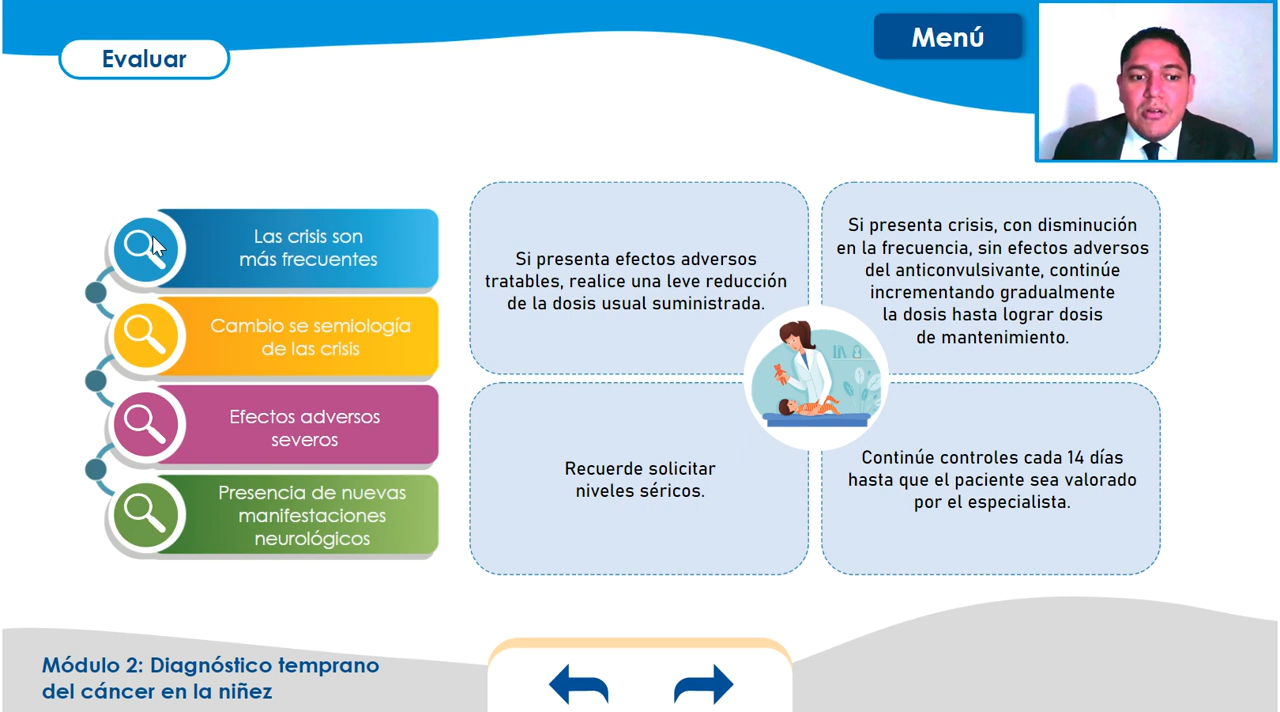 Evaluar
Menú
Las crisis son
más frecuentes
Cambio se semiología
de las crisis
Efectos adversos
severos
Presencia de nuevas
manifestaciones
neurológicos
Si presenta efectos adversos
tratables, realice una leve reducción
de la dosis usual suministrada.
Si presenta crisis, con disminución
en la frecuencia, sin efectos adversos
del anticonvulsivante, continúe
incrementando gradualmente
la dosis hasta lograr dosis
de mantenimiento.
Recuerde solicitar
niveles séricos.
Continúe controles cada 14 días
hasta que el paciente sea valorado
por el especialista.
Módulo 2: Diagnóstico temprano
del cáncer en la niñez